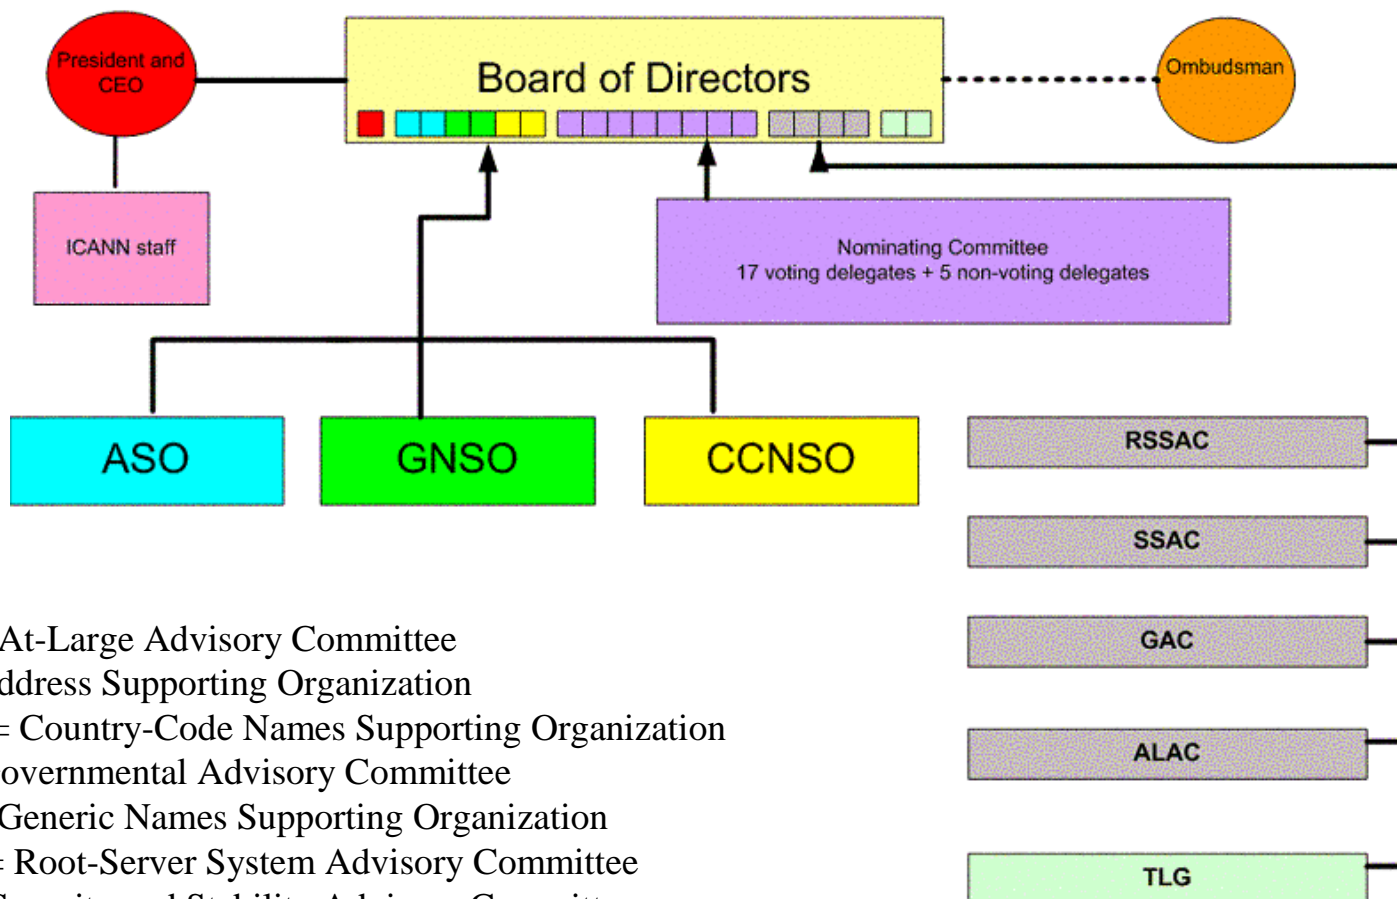 President and
CEO
Board of Directors
Ombudsman
ICANN staff
Nominating Committee
17 voting delegates + 5 non-voting delegates
ASO
GNSO
CCNSO
RSSAC
SSAC
GAC
ALAC
TLG
At-Large Advisory Committee
ddress Supporting Organization
= Country-Code Names Supporting Organization
overnmental Advisory Committee
Generic Names Supporting Organization
= Root-Server System Advisory Committee